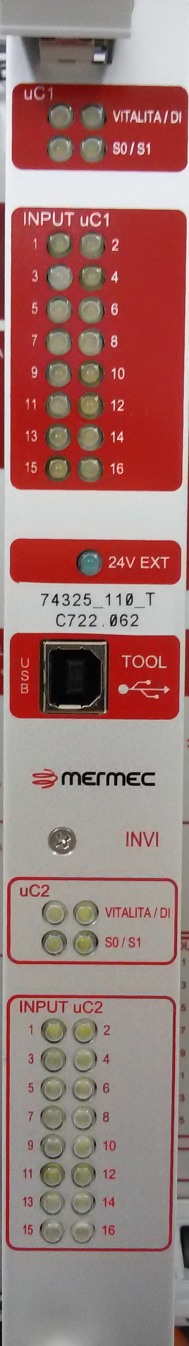 uC1
VITALITA / DI
S0 / S1
INPUT uC1
1 2
3 4
5 6
7 8
9 10
11 12
13 14
15 16
24V EXT
74325_110_T
C722.062
USB
TOOL
mermec
INVI
uC2
VITALITA / DI
S0 / S1
INPUT uC2
1 2
3 4
5 6
7 8
9 10
11 12
13 14
15 16